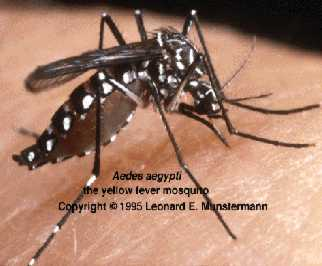 Aedes aegypti
the yellow fever mosquito
Copyright © 1995 Leonard E. Munstermann